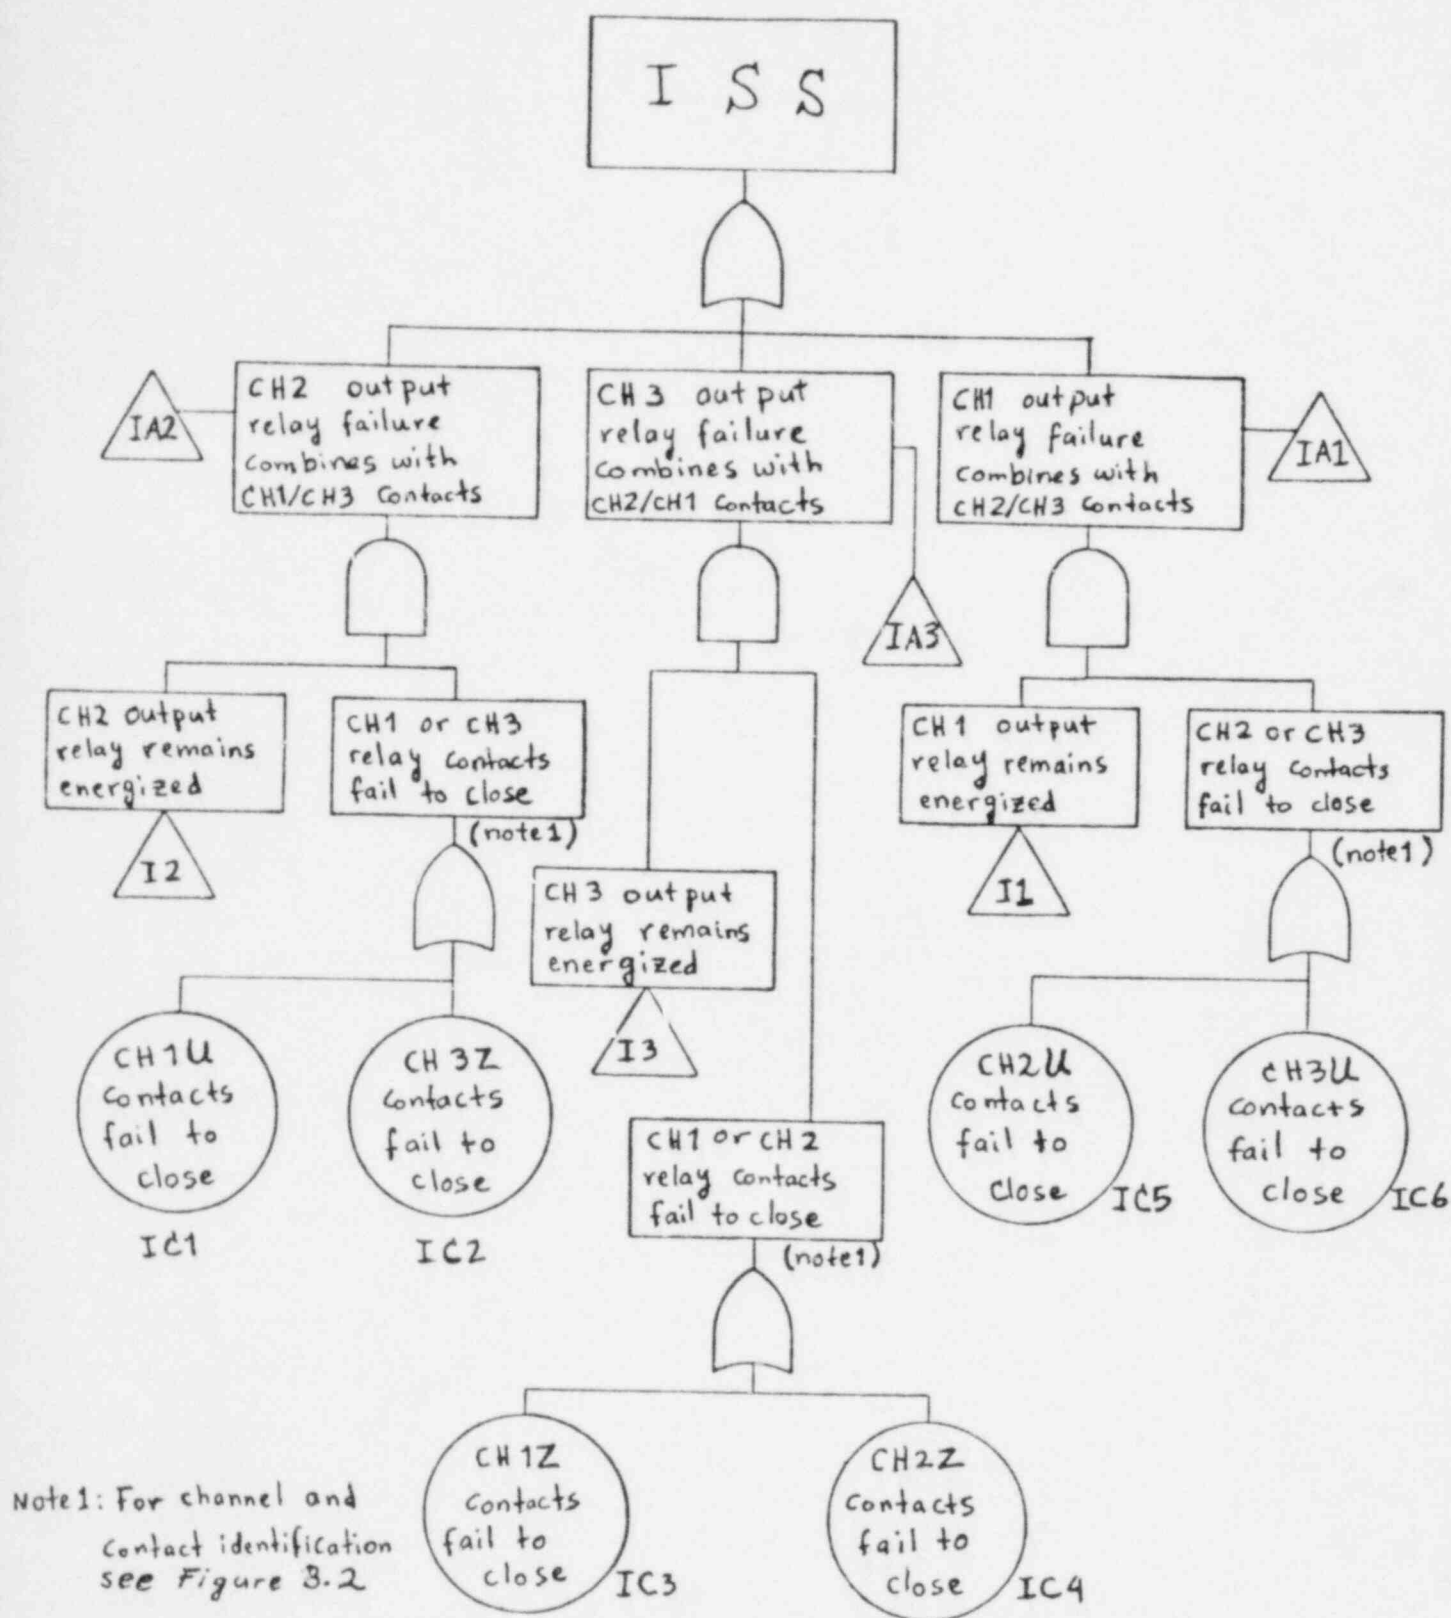 I S S
CH2 output
relay failure
combines with
CH1/CH3 contacts
IA2
CH3 output
relay failure
combines with
CH2/CH1 contacts
IA3
CH1 output
relay failure
combines with
CH2/CH3 contacts
IA1
CH2 output
relay remains
energized
I2
CH1 or CH3
relay contacts
fail to close
(note1)
CH3 output
relay remains
energized
I3
CH1 output
relay remains
energized
I1
CH2 or CH3
relay contacts
fail to close
(note1)
CH1U
contacts
fail to
close
IC1
CH3Z
contacts
fail to
close
IC2
CH1 or CH2
relay contacts
fail to close
(note1)
CH2U
contacts
fail to
close
IC5
CH3U
contacts
fail to
close
IC6
CH1Z
contacts
fail to
close
IC3
CH2Z
contacts
fail to
close
IC4
Note1: For channel and
contact identification
see Figure 3.2